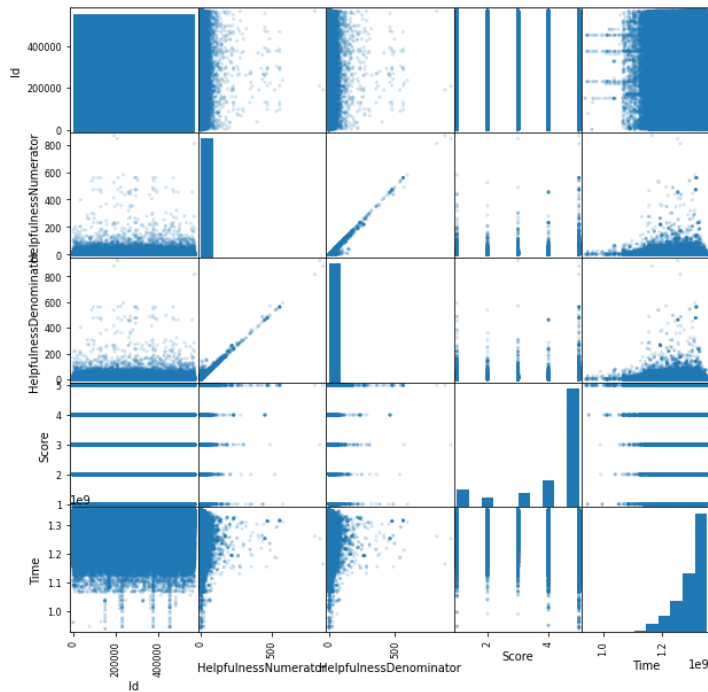 400000
200000
0
Id
800
600
400
200
0
HelpfulnessNumerator
800
600
400
200
0
HelpfulnessDenominator
5
4
3
2
1
Score
1e9
1.3
1.2
1.1
1.0
Time
0
200000
400000
Id
0
500
HelpfulnessNumerator
0
500
HelpfulnessDenominator
2
4
Score
1.0
1.2
1e9
Time